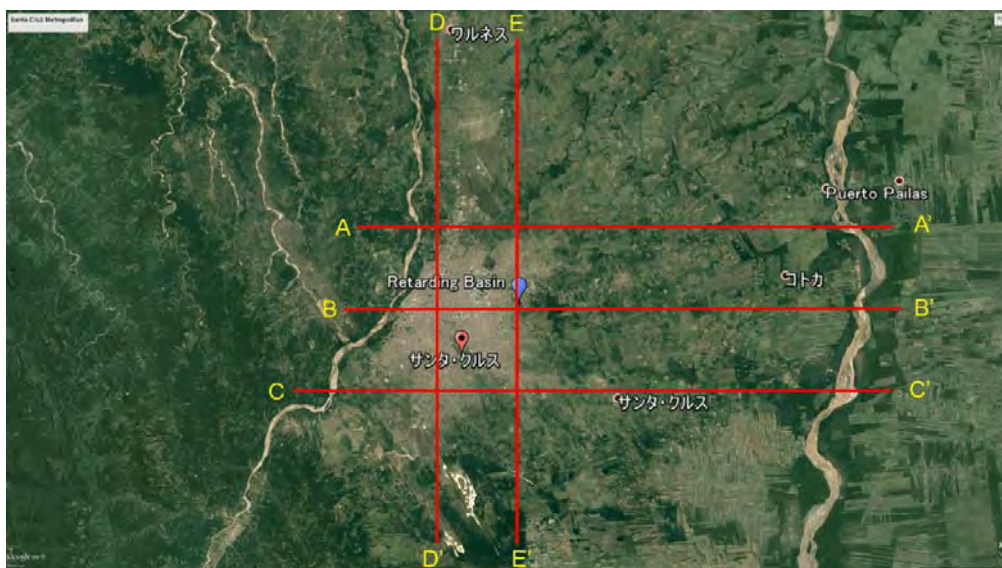 Santa Cruz Metropolitan
D
E
ワルネス
Puerto Pailas
A
A'
Retarding Basin
コトカ
B
B'
サンタ・クルス
C
C'
サンタ・クルス
D'
E'